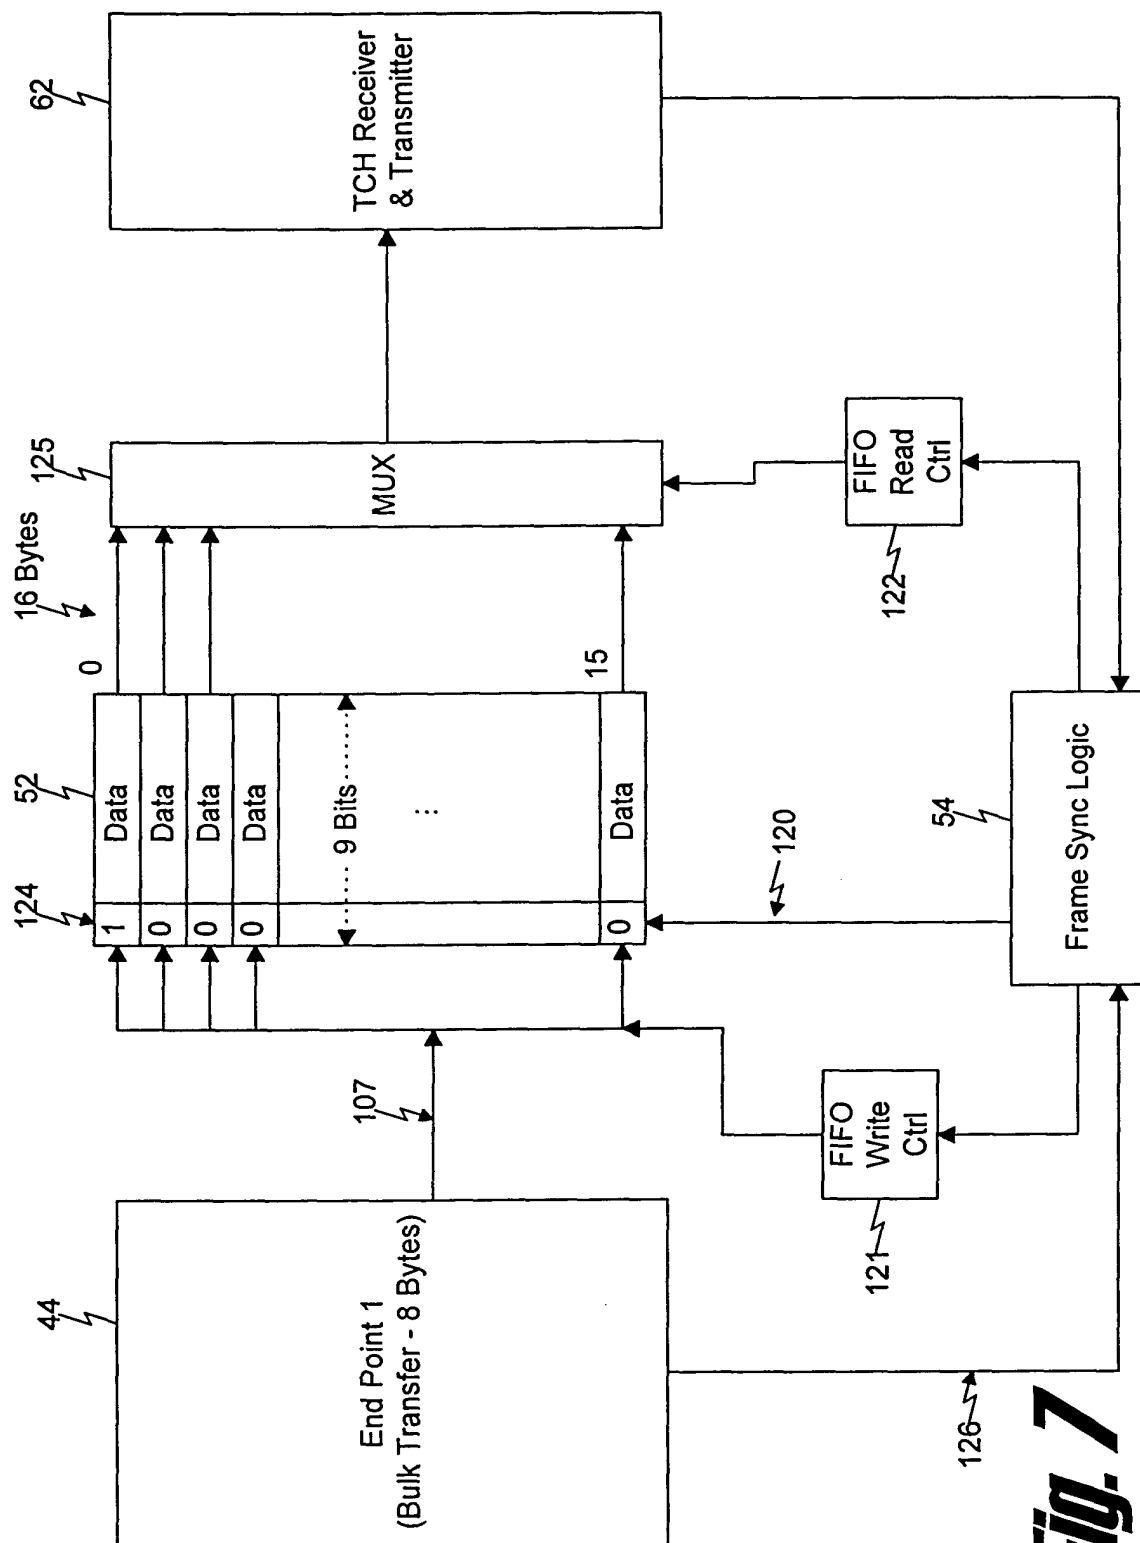 44
End Point 1
(Bulk Transfer - 8 Bytes)
107
124
52
1
Data
0
Data
0
Data
0
Data
9 Bits
...
0
Data
0
15
16 Bytes
125
MUX
62
TCH Receiver
& Transmitter
120
121
FIFO
Write
Ctrl
122
FIFO
Read
Ctrl
54
Frame Sync Logic
126
Fig. 7